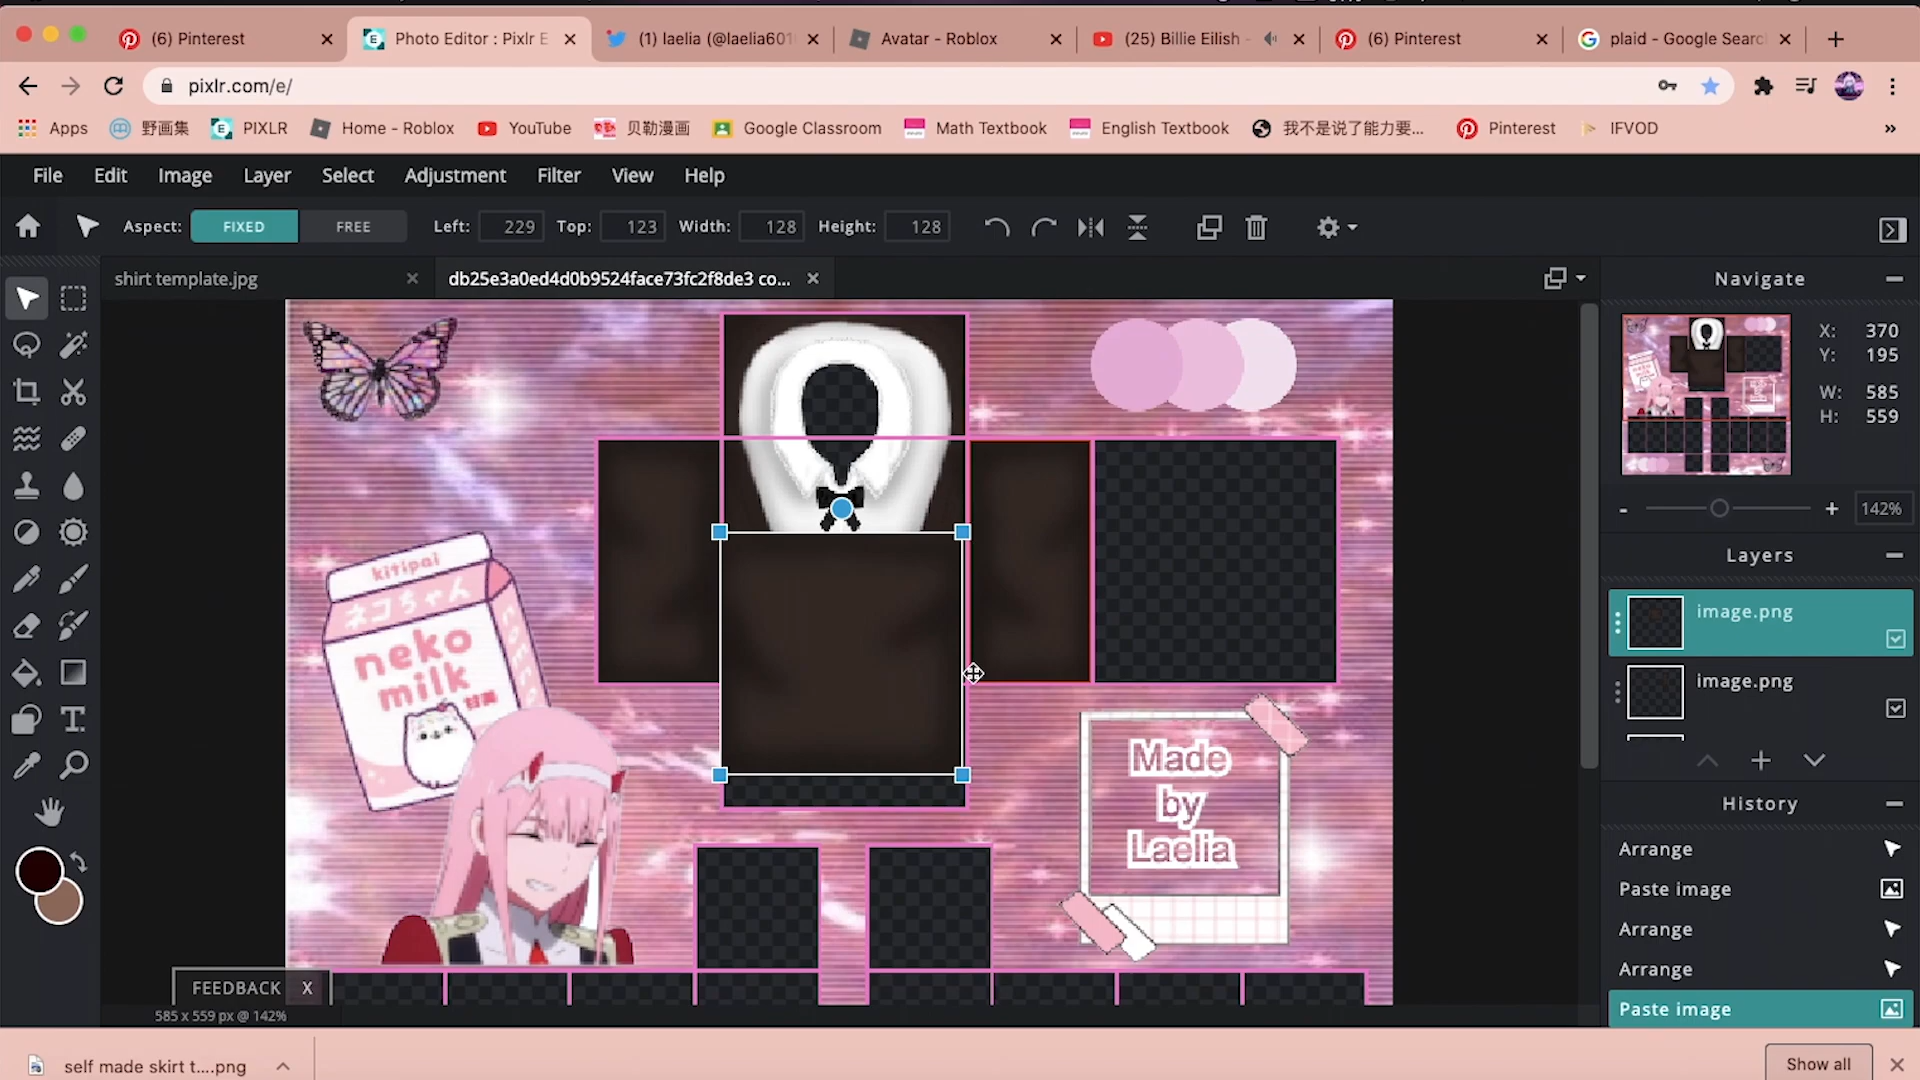 (6) Pinterest
Photo Editor : Pixlr E
(1) laelia (@laelia601
Avatar - Roblox
(25) Billie Eilish -
(6) Pinterest
plaid - Google Searc
pixlr.com/e/
Apps
野画集
PIXLR
Home - Roblox
YouTube
贝勒漫画
Google Classroom
Math Textbook
English Textbook
我不是说了能力要...
Pinterest
IFVOD
File
Edit
Image
Layer
Select
Adjustment
Filter
View
Help
Aspect:
FIXED
FREE
Left: 229
Top: 123
Width: 128
Height: 128
shirt template.jpg
db25e3a0ed4d0b9524face73fc2f8de3 co...
Navigate
X: 370
Y: 195
W: 585
H: 559
- + 142%
Layers
image.png
image.png
History
Arrange
Paste image
Arrange
Arrange
Paste image
kitipai
ネコちゃん
neko
milk
Made
by
Laelia
FEEDBACK X
585 x 559 px @ 142%
self made skirt t....png
Show all